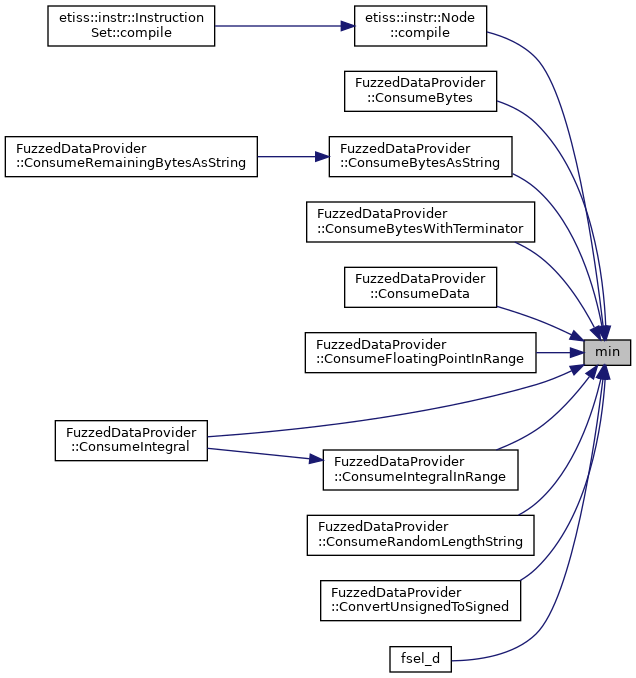 etiss::instr::Instruction
Set::compile
etiss::instr::Node
::compile
FuzzedDataProvider
::ConsumeBytes
FuzzedDataProvider
::ConsumeRemainingBytesAsString
FuzzedDataProvider
::ConsumeBytesAsString
FuzzedDataProvider
::ConsumeBytesWithTerminator
FuzzedDataProvider
::ConsumeData
FuzzedDataProvider
::ConsumeFloatingPointInRange
min
FuzzedDataProvider
::ConsumeIntegral
FuzzedDataProvider
::ConsumeIntegralInRange
FuzzedDataProvider
::ConsumeRandomLengthString
FuzzedDataProvider
::ConvertUnsignedToSigned
fsel_d